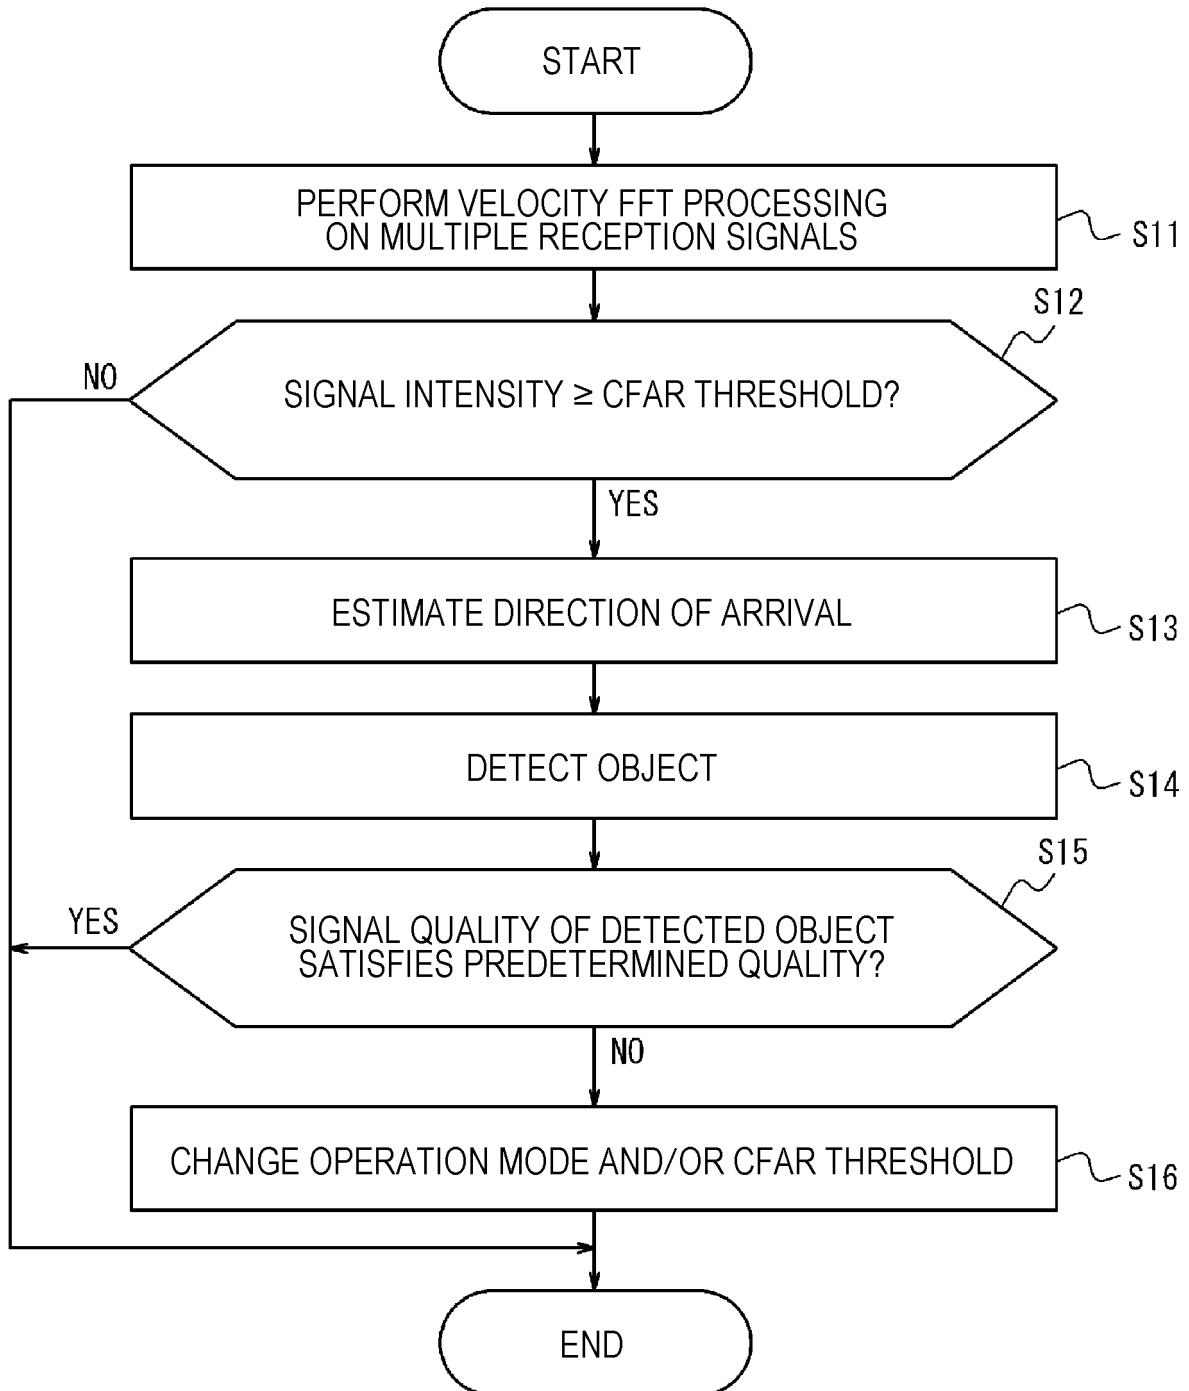 START
PERFORM VELOCITY FFT PROCESSING
ON MULTIPLE RECEPTION SIGNALS
S11
S12
NO
SIGNAL INTENSITY ≥ CFAR THRESHOLD?
YES
ESTIMATE DIRECTION OF ARRIVAL
S13
DETECT OBJECT
S14
S15
YES
SIGNAL QUALITY OF DETECTED OBJECT
SATISFIES PREDETERMINED QUALITY?
NO
CHANGE OPERATION MODE AND/OR CFAR THRESHOLD
S16
END